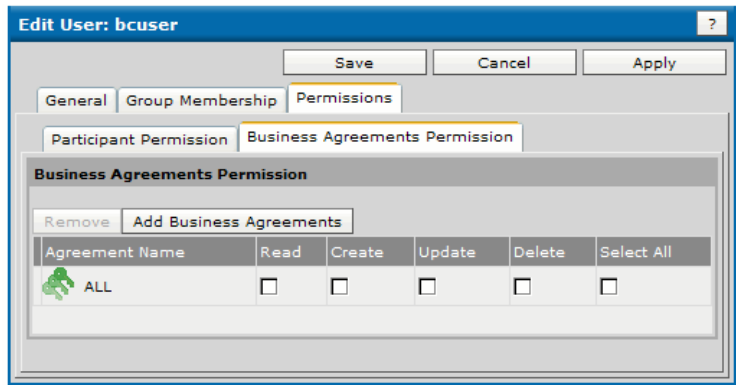 Edit User: bcuser ?
Save Cancel Apply
General Group Membership Permissions
Participant Permission Business Agreements Permission
Business Agreements Permission
Remove Add Business Agreements
Agreement Name Read Create Update Delete Select All
ALL